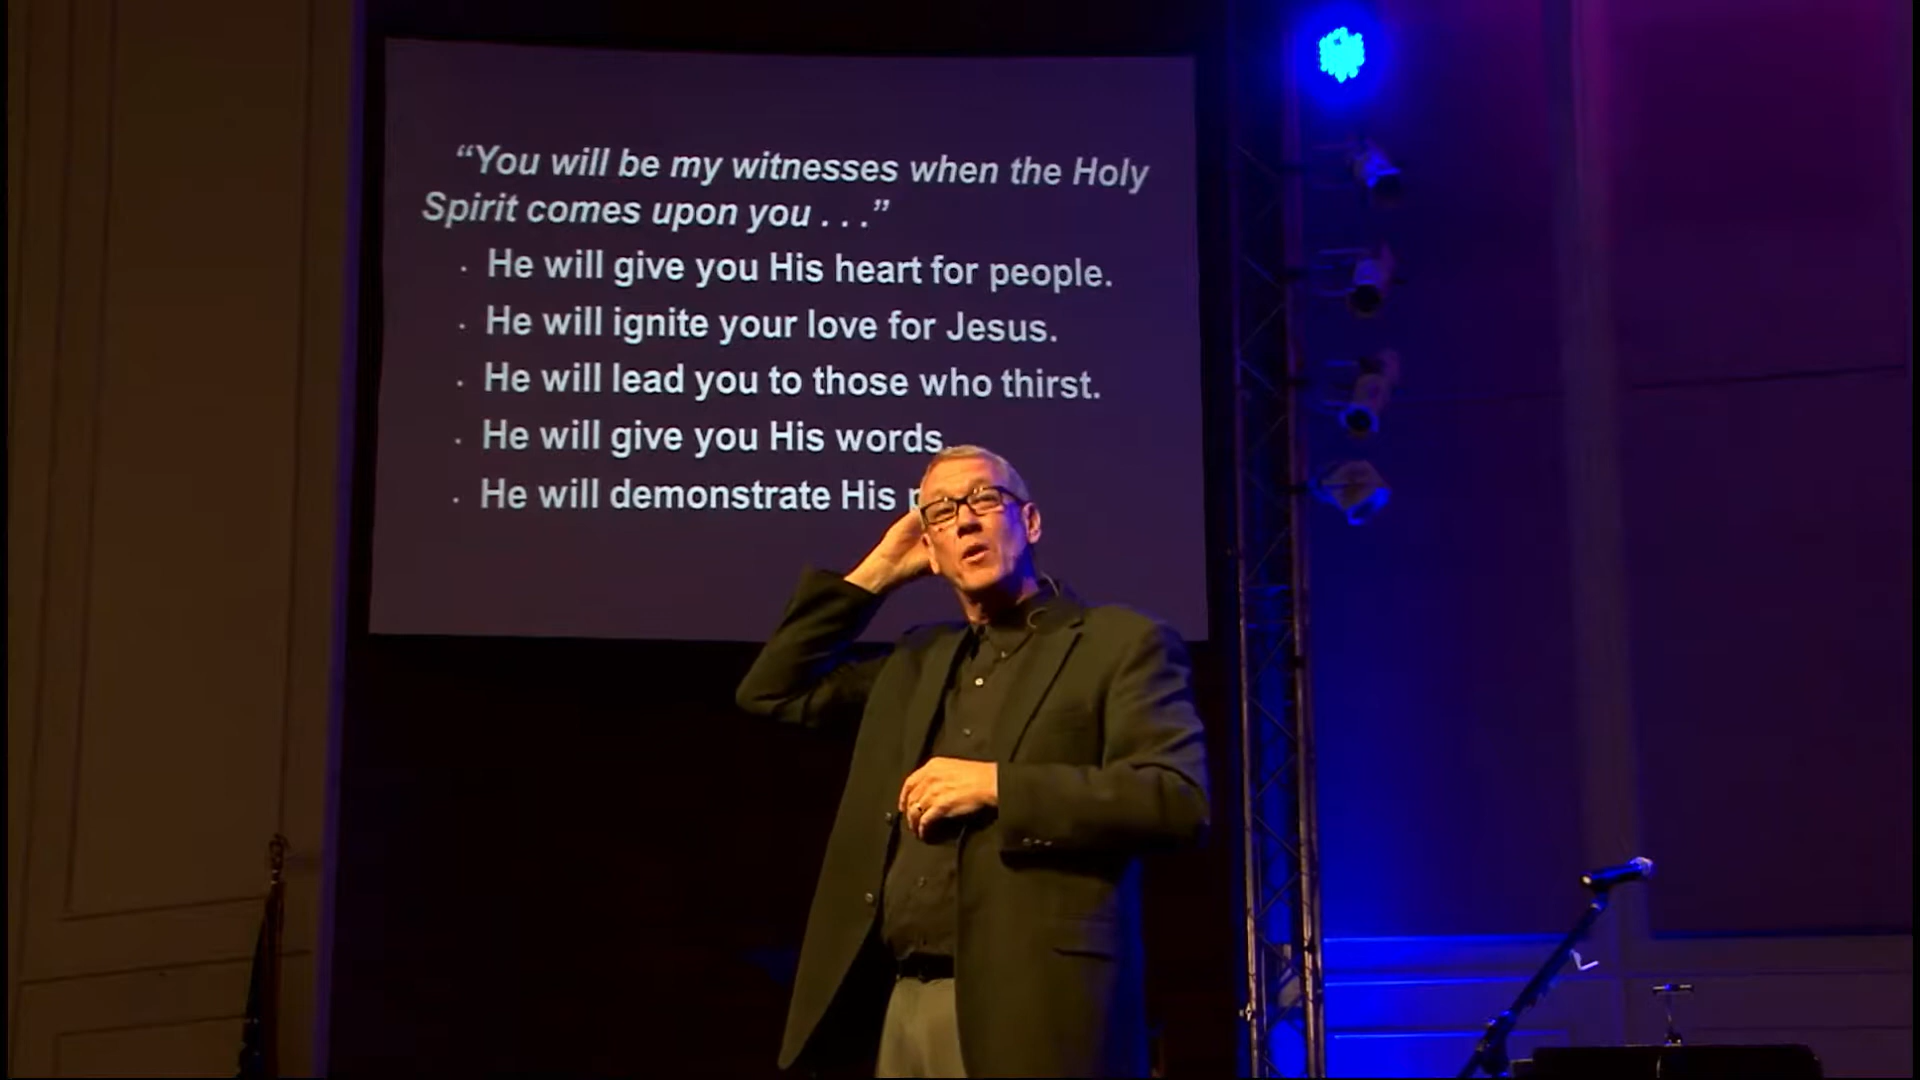 “You will be my witnesses when the Holy
Spirit comes upon you . . .”
· He will give you His heart for people.
· He will ignite your love for Jesus.
· He will lead you to those who thirst.
· He will give you His words.
· He will demonstrate His